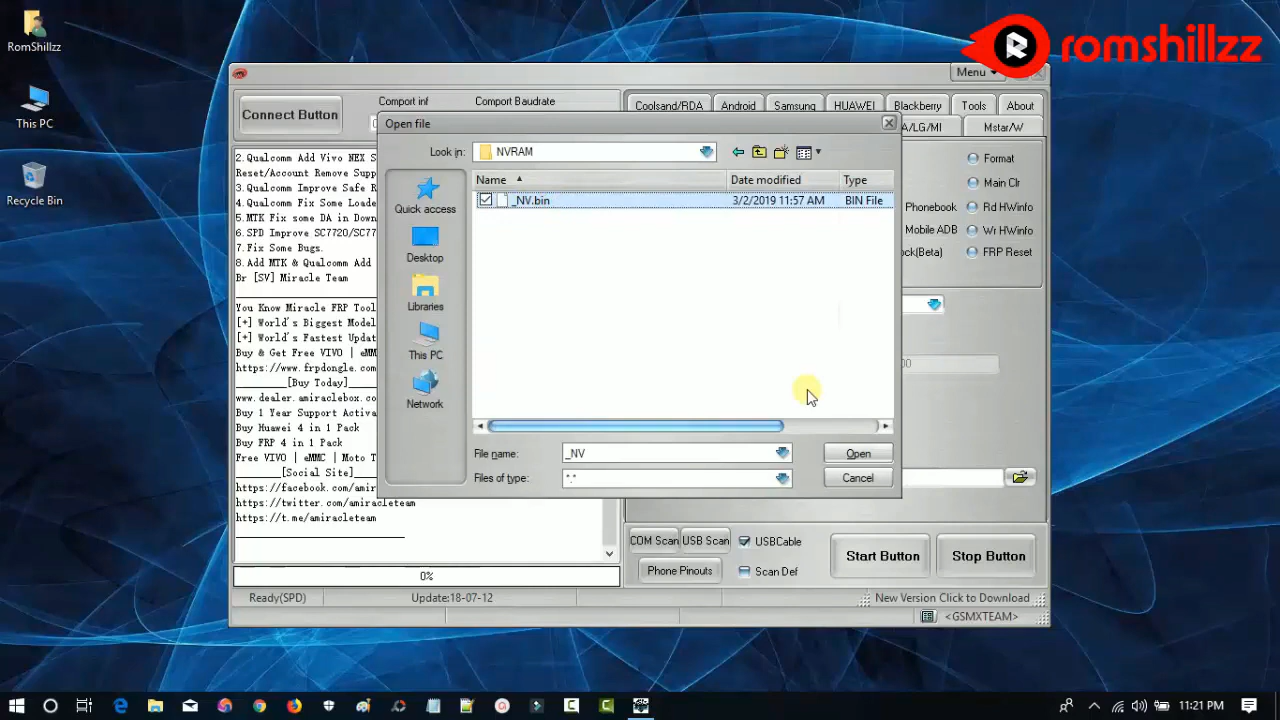 RomShillzz
This PC
Recycle Bin
romshillzz
Menu
Connect Button
Comport inf
Comport Baudrate
Coolsand/RDA
Android
Samsung
HUAWEI
Blackberry
Tools
About
A/LG/MI
Mstar/W
Open file
Look in:
NVRAM
Name
Date modified
Type
_NV.bin
3/2/2019 11:57 AM
BIN File
Quick access
Desktop
Libraries
This PC
Network
File name:
_NV
Open
Files of type:
*.*
Cancel
2.Qualcomm Add Vivo NEX S
Reset/Account Remove Supp
3.Qualcomm Improve Safe R
4.Qualcomm Fix Some Loade
5.MTK Fix some DA in Down
6.SPD Improve SC7720/SC77
7.Fix Some Bugs.
8.Add MTK & Qualcomm Add
Br [SV] Miracle Team
You Know Miracle FRP Tool
[+] World's Biggest Model
[+] World's Fastest Updat
Buy & Get Free VIVO | eMM
https://www.frpdongle.com
[Buy Today]
www.dealer.amiraclebox.com
Buy 1 Year Support Activa
Buy Huawei 4 in 1 Pack
Buy FRP 4 in 1 Pack
Free VIVO | eMMC | Moto T
[Social Site]
https://facebook.com/amir
https://twitter.com/amiracleteam
https://t.me/amiracleteam
Format
Main Clr
Phonebook
Rd HWinfo
Mobile ADB
Wr HWinfo
ock(Beta)
FRP Reset
00
COM Scan
USB Scan
USBCable
Phone Pinouts
Scan Def
Start Button
Stop Button
0%
Ready(SPD)
Update:18-07-12
New Version Click to Download
<GSMXTEAM>
11:21 PM